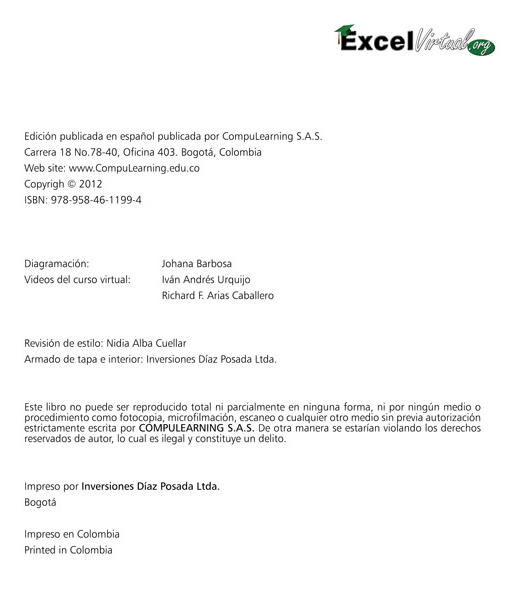 ExcelVirtual.org
Edición publicada en español publicada por CompuLearning S.A.S.
Carrera 18 No.78-40, Oficina 403. Bogotá, Colombia
Web site: www.CompuLearning.edu.co
Copyrigh © 2012
ISBN: 978-958-46-1199-4
Diagramación: Johana Barbosa
Videos del curso virtual: Iván Andrés Urquijo
Richard F. Arias Caballero
Revisión de estilo: Nidia Alba Cuellar
Armado de tapa e interior: Inversiones Díaz Posada Ltda.
Este libro no puede ser reproducido total ni parcialmente en ninguna forma, ni por ningún medio o
procedimiento como fotocopia, microfilmación, escaneo o cualquier otro medio sin previa autorización
estrictamente escrita por COMPULEARNING S.A.S. De otra manera se estarían violando los derechos
reservados de autor, lo cual es ilegal y constituye un delito.
Impreso por Inversiones Díaz Posada Ltda.
Bogotá
Impreso en Colombia
Printed in Colombia